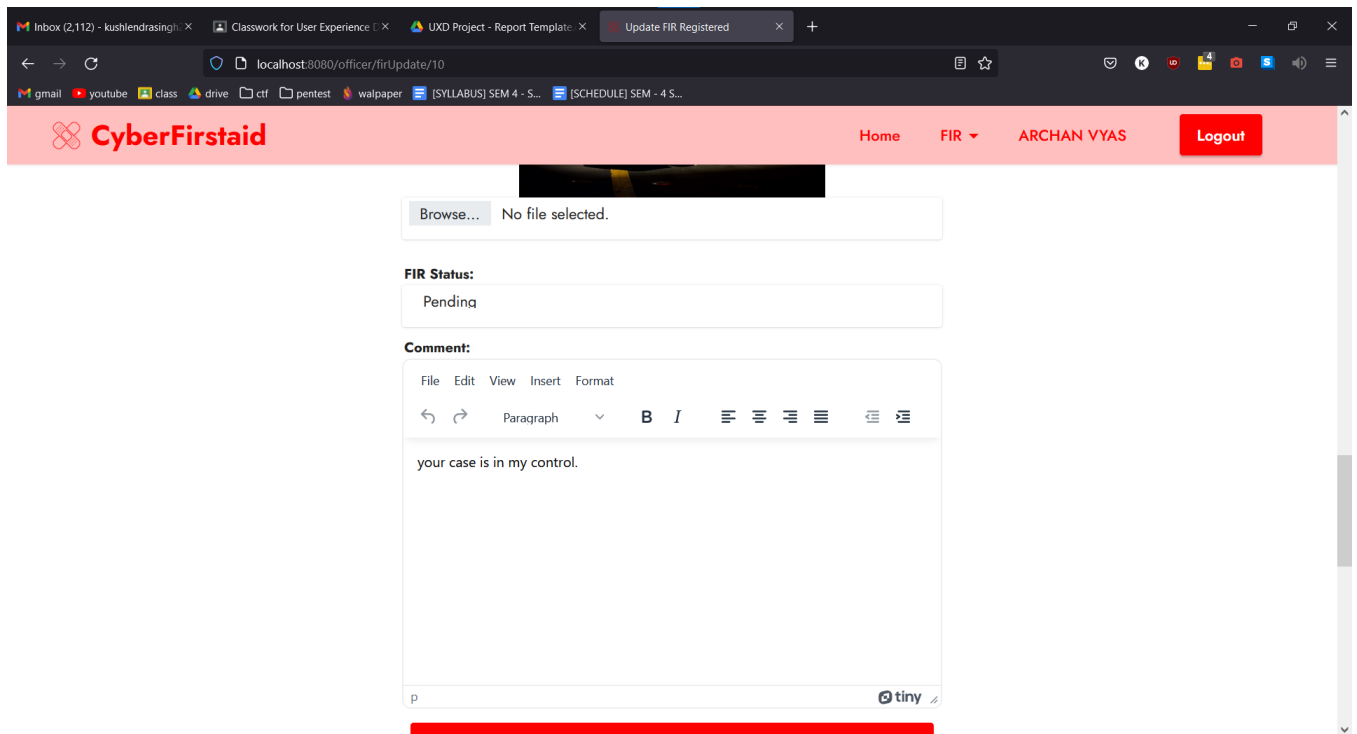 Inbox (2,112) - kushlendrasingh.
Classwork for User Experience D
UXD Project - Report Template.
Update FIR Registered
localhost:8080/officer/firUpdate/10
K
4
S
gmail youtube class drive ctf pentest walpaper [SYLLABUS] SEM 4 - S... [SCHEDULE] SEM - 4 S...
CyberFirstaid
Home FIR ARCHAN VYAS Logout
Browse... No file selected.
FIR Status:
Pending
Comment:
File Edit View Insert Format
Paragraph B I
your case is in my control.
p tiny